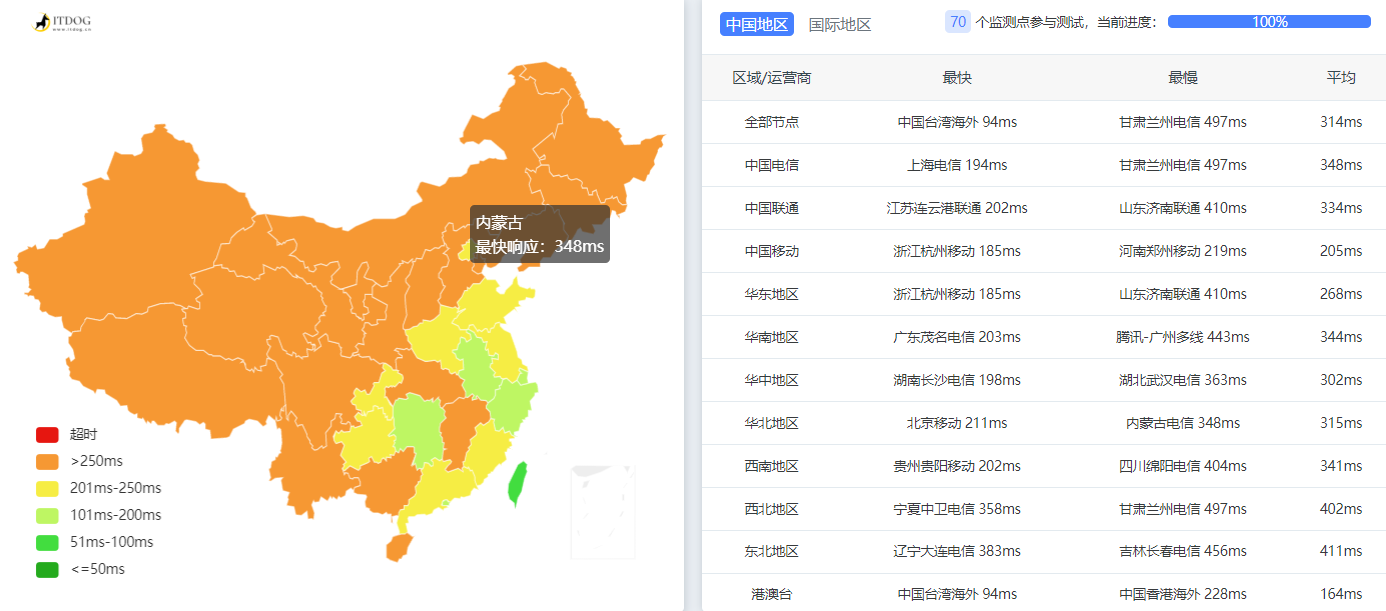 ITDOG
www.itdog.cn
内蒙古
最快响应：348ms
超时
>250ms
201ms-250ms
101ms-200ms
51ms-100ms
<=50ms
中国地区 国际地区 70 个监测点参与测试，当前进度： 100%
区域/运营商 最快 最慢 平均
全部节点 中国台湾海外 94ms 甘肃兰州电信 497ms 314ms
中国电信 上海电信 194ms 甘肃兰州电信 497ms 348ms
中国联通 江苏连云港联通 202ms 山东济南联通 410ms 334ms
中国移动 浙江杭州移动 185ms 河南郑州移动 219ms 205ms
华东地区 浙江杭州移动 185ms 山东济南联通 410ms 268ms
华南地区 广东茂名电信 203ms 腾讯-广州多线 443ms 344ms
华中地区 湖南长沙电信 198ms 湖北武汉电信 363ms 302ms
华北地区 北京移动 211ms 内蒙古电信 348ms 315ms
西南地区 贵州贵阳移动 202ms 四川绵阳电信 404ms 341ms
西北地区 宁夏中卫电信 358ms 甘肃兰州电信 497ms 402ms
东北地区 辽宁大连电信 383ms 吉林长春电信 456ms 411ms
港澳台 中国台湾海外 94ms 中国香港海外 228ms 164ms